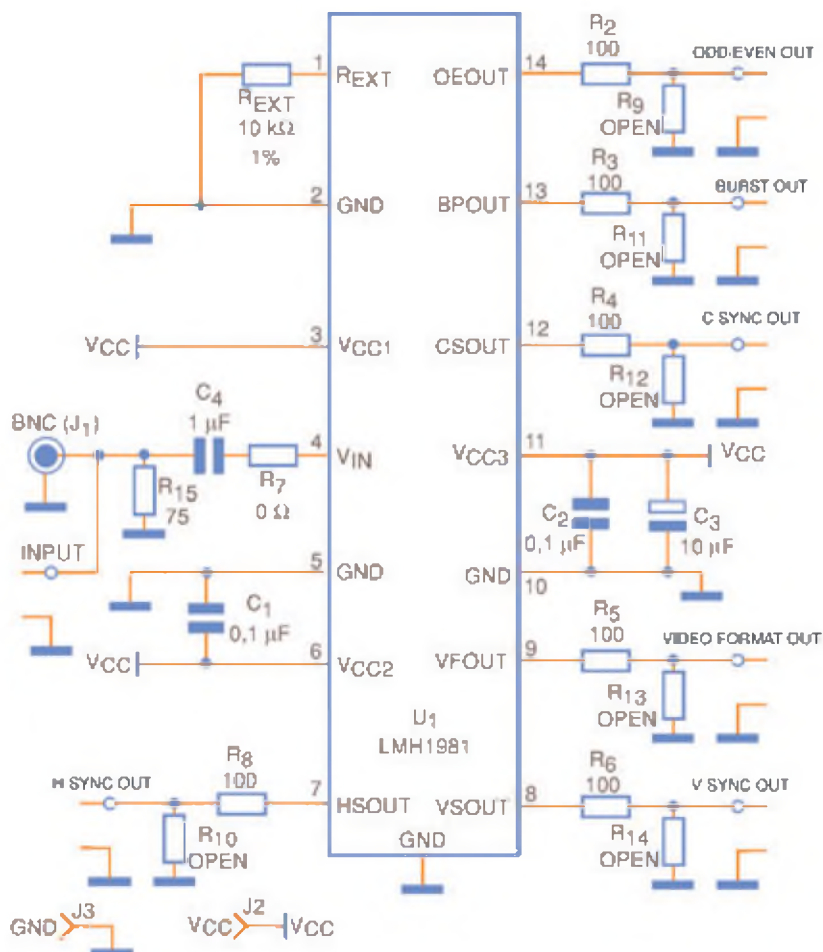 1
REXT
REXT
10 kΩ
1%
2
GND
VCC
3
VCC1
BNC (J1)
C4
1 µF
4
VIN
R15
75
R7
0 Ω
INPUT
5
GND
C1
0,1 µF
VCC
6
VCC2
U1
LMH1981
H SYNC OUT
R8
100
7
HSOUT
R10
OPEN
GND
GND
J3
VCC
J2
VCC
OEOUT
14
R2
100
ODD EVEN OUT
R9
OPEN
BPOUT
13
R3
100
BURST OUT
R11
OPEN
CSOUT
12
R4
100
C SYNC OUT
R12
OPEN
VCC3
11
VCC
C2
0,1 µF
C3
10 µF
GND
10
VFOUT
9
R5
100
VIDEO FORMAT OUT
R13
OPEN
VSOUT
8
R6
100
V SYNC OUT
R14
OPEN